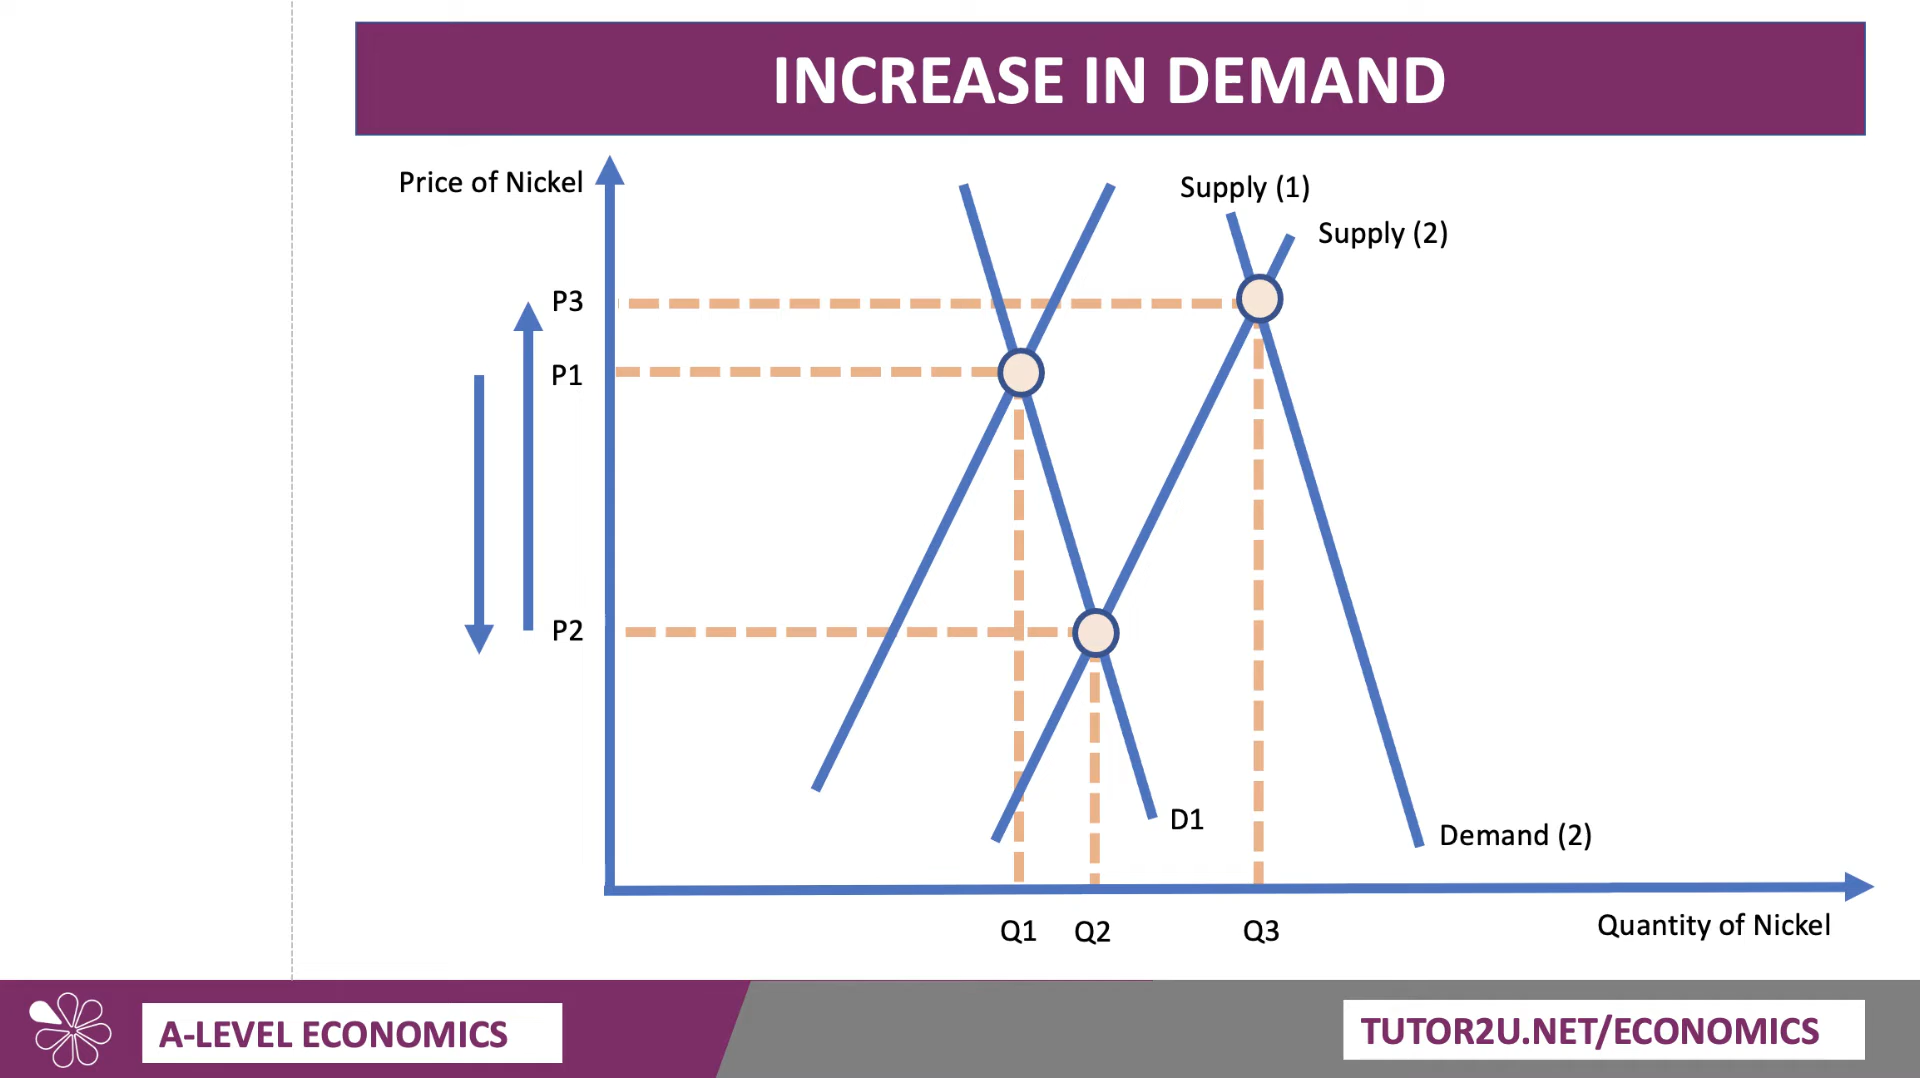 INCREASE IN DEMAND
Price of Nickel
Supply (1)
Supply (2)
P3
P1
P2
D1
Demand (2)
Q1 Q2 Q3
Quantity of Nickel
A-LEVEL ECONOMICS
TUTOR2U.NET/ECONOMICS